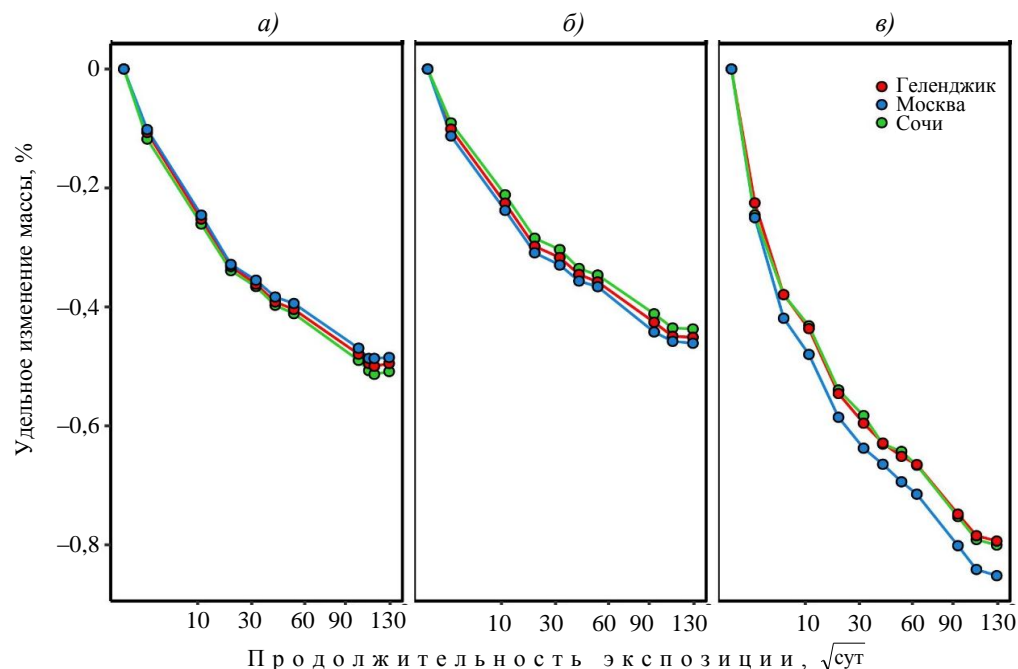 а) б) в)
0
–0,2
–0,4
–0,6
–0,8
Удельное изменение массы, %
Геленджик
Москва
Сочи
10 30 60 90 130 10 30 60 90 130 10 30 60 90 130
Продолжительность экспозиции, √сут